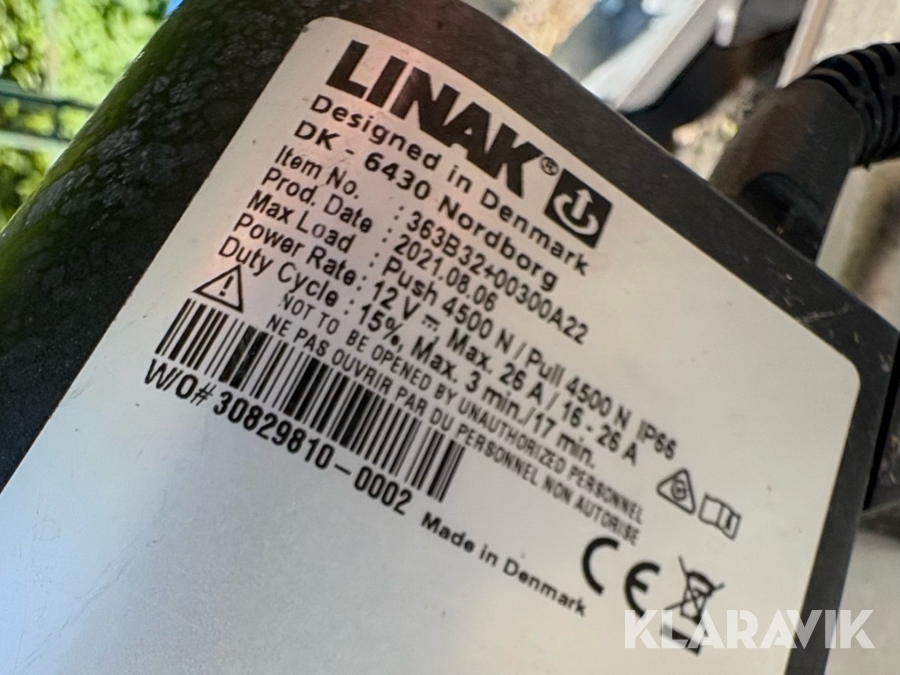 LINAK®
Designed in Denmark
DK - 6430 Nordborg
Item No. : 363B32+00300A22
Prod. Date : 2021.08.06
Max Load : Push 4500 N / Pull 4500 N IP66
Power Rate : 12 V ⎓ Max. 26 A / 16 - 26 A
Duty Cycle : 15%, Max. 3 min./17 min.
NOT TO BE OPENED BY UNAUTHORIZED PERSONNEL
NE PAS OUVRIR PAR DU PERSONNEL NON AUTORISE
W/O# 30829810-0002
Made in Denmark
CE
KLARAVIK